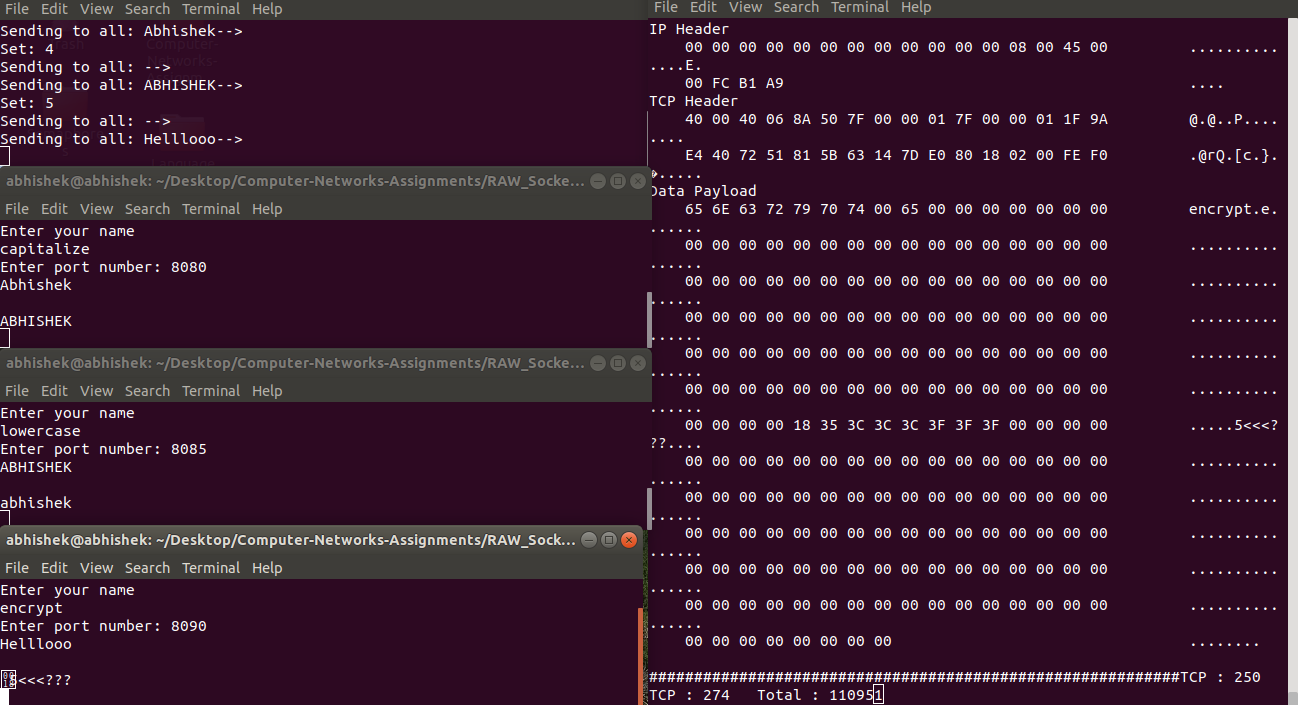 File Edit View Search Terminal Help
Sending to all: Abhishek-->
Set: 4
Sending to all: -->
Sending to all: ABHISHEK-->
Set: 5
Sending to all: -->
Sending to all: Helllooo-->
abhishek@abhishek: ~/Desktop/Computer-Networks-Assignments/RAW_Socke...
File Edit View Search Terminal Help
Enter your name
capitalize
Enter port number: 8080
Abhishek
ABHISHEK
abhishek@abhishek: ~/Desktop/Computer-Networks-Assignments/RAW_Socke...
File Edit View Search Terminal Help
Enter your name
lowercase
Enter port number: 8085
ABHISHEK
abhishek
abhishek@abhishek: ~/Desktop/Computer-Networks-Assignments/RAW_Sock...
File Edit View Search Terminal Help
Enter your name
encrypt
Enter port number: 8090
Helllooo
5<<<???
File Edit View Search Terminal Help
IP Header
00 00 00 00 00 00 00 00 00 00 00 00 08 00 45 00 ..........
....E.
00 FC B1 A9 ....
TCP Header
40 00 40 06 8A 50 7F 00 00 01 7F 00 00 01 1F 9A @.@..P....
....
E4 40 72 51 81 5B 63 14 7D E0 80 18 02 00 FE F0 .@rQ.[c.}.
�.....
Data Payload
65 6E 63 72 79 70 74 00 65 00 00 00 00 00 00 00 encrypt.e.
......
00 00 00 00 00 00 00 00 00 00 00 00 00 00 00 00 ..........
......
00 00 00 00 00 00 00 00 00 00 00 00 00 00 00 00 ..........
......
00 00 00 00 00 00 00 00 00 00 00 00 00 00 00 00 ..........
......
00 00 00 00 00 00 00 00 00 00 00 00 00 00 00 00 ..........
......
00 00 00 00 00 00 00 00 00 00 00 00 00 00 00 00 ..........
......
00 00 00 00 00 18 35 3C 3C 3C 3F 3F 3F 00 00 00 00 .....5<<<?
??....
00 00 00 00 00 00 00 00 00 00 00 00 00 00 00 00 ..........
......
00 00 00 00 00 00 00 00 00 00 00 00 00 00 00 00 ..........
......
00 00 00 00 00 00 00 00 00 00 00 00 00 00 00 00 ..........
......
00 00 00 00 00 00 00 00 00 00 00 00 00 00 00 00 ..........
......
00 00 00 00 00 00 00 00 00 00 00 00 00 00 00 00 ..........
......
00 00 00 00 00 00 00 00 ........
###########################################################TCP : 250
TCP : 274 Total : 110951